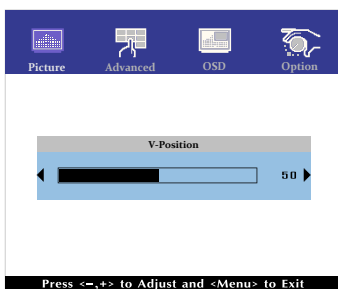 Picture Advanced OSD Option
V-Position
50
Press <-,+> to Adjust and <Menu> to Exit